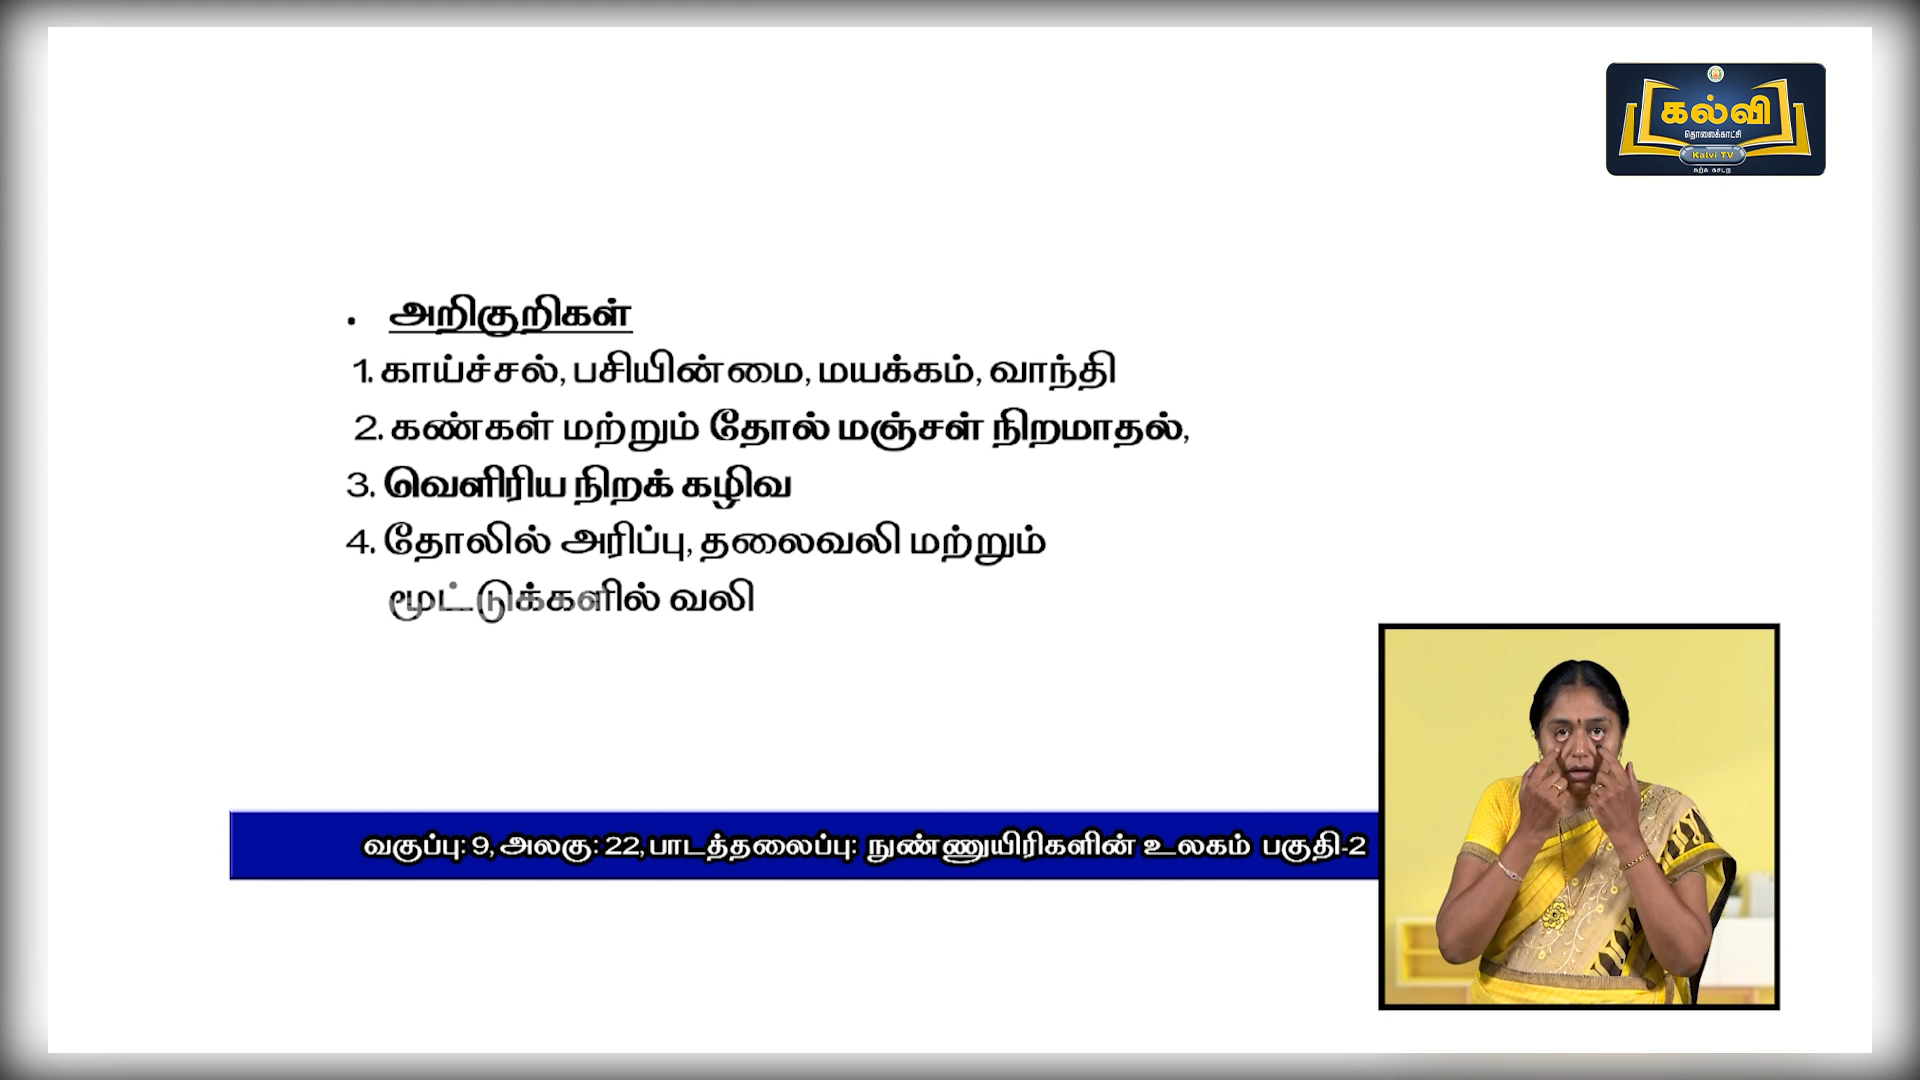 கல்வி
தொலைக்காட்சி
Kalvi TV
கற்க கசடற
. அறிகுறிகள்
1. காய்ச்சல், பசியின்மை, மயக்கம், வாந்தி
2. கண்கள் மற்றும் தோல் மஞ்சள் நிறமாதல்,
3. வெளிரிய நிறக் கழிவ
4. தோலில் அரிப்பு, தலைவலி மற்றும்
மூட்டுக்களில் வலி
வகுப்பு: 9, அலகு: 22, பாடத்தலைப்பு: நுண்ணுயிரிகளின் உலகம் பகுதி-2